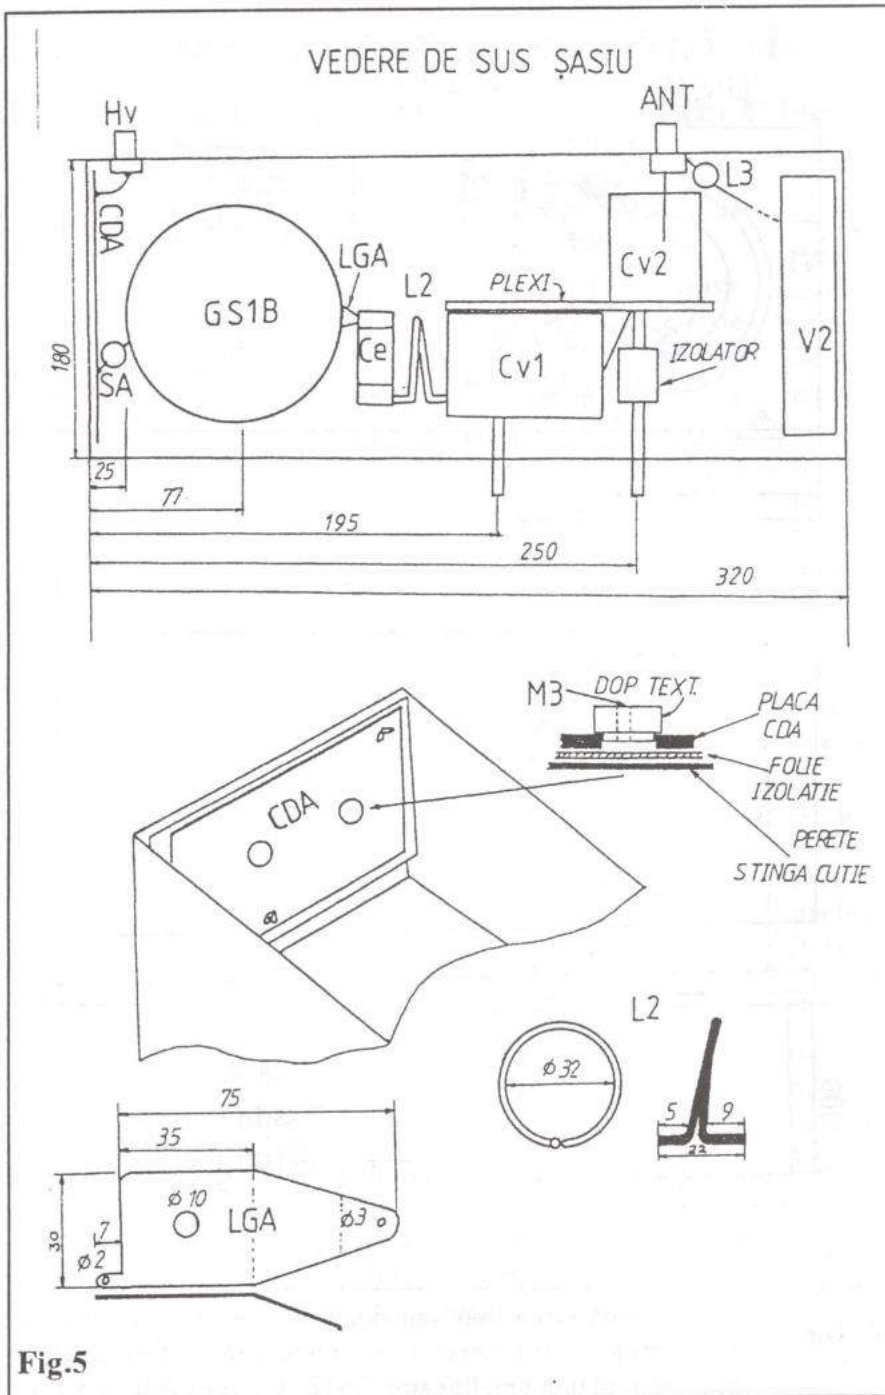 VEDERE DE SUS ȘASIU
Hv
ANT.
L3
CDA
LGA
L2
PLEXI
Cv2
GS1B
Ce
Cv1
IZOLATOR
V2
180
SA
25
77
195
250
320
M3
DOP TEXT.
PLACA
CDA
FOLIE
IZOLATIE
PERETE
STINGA CUTIE
CDA
L2
Φ32
5
9
22
75
35
Φ10
LGA
Φ3
30
7
Φ2
Fig.5